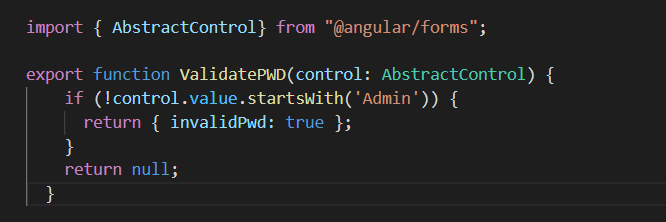 import { AbstractControl} from "@angular/forms";
export function ValidatePWD(control: AbstractControl) {
if (!control.value.startsWith('Admin')) {
return { invalidPwd: true };
}
return null;
}